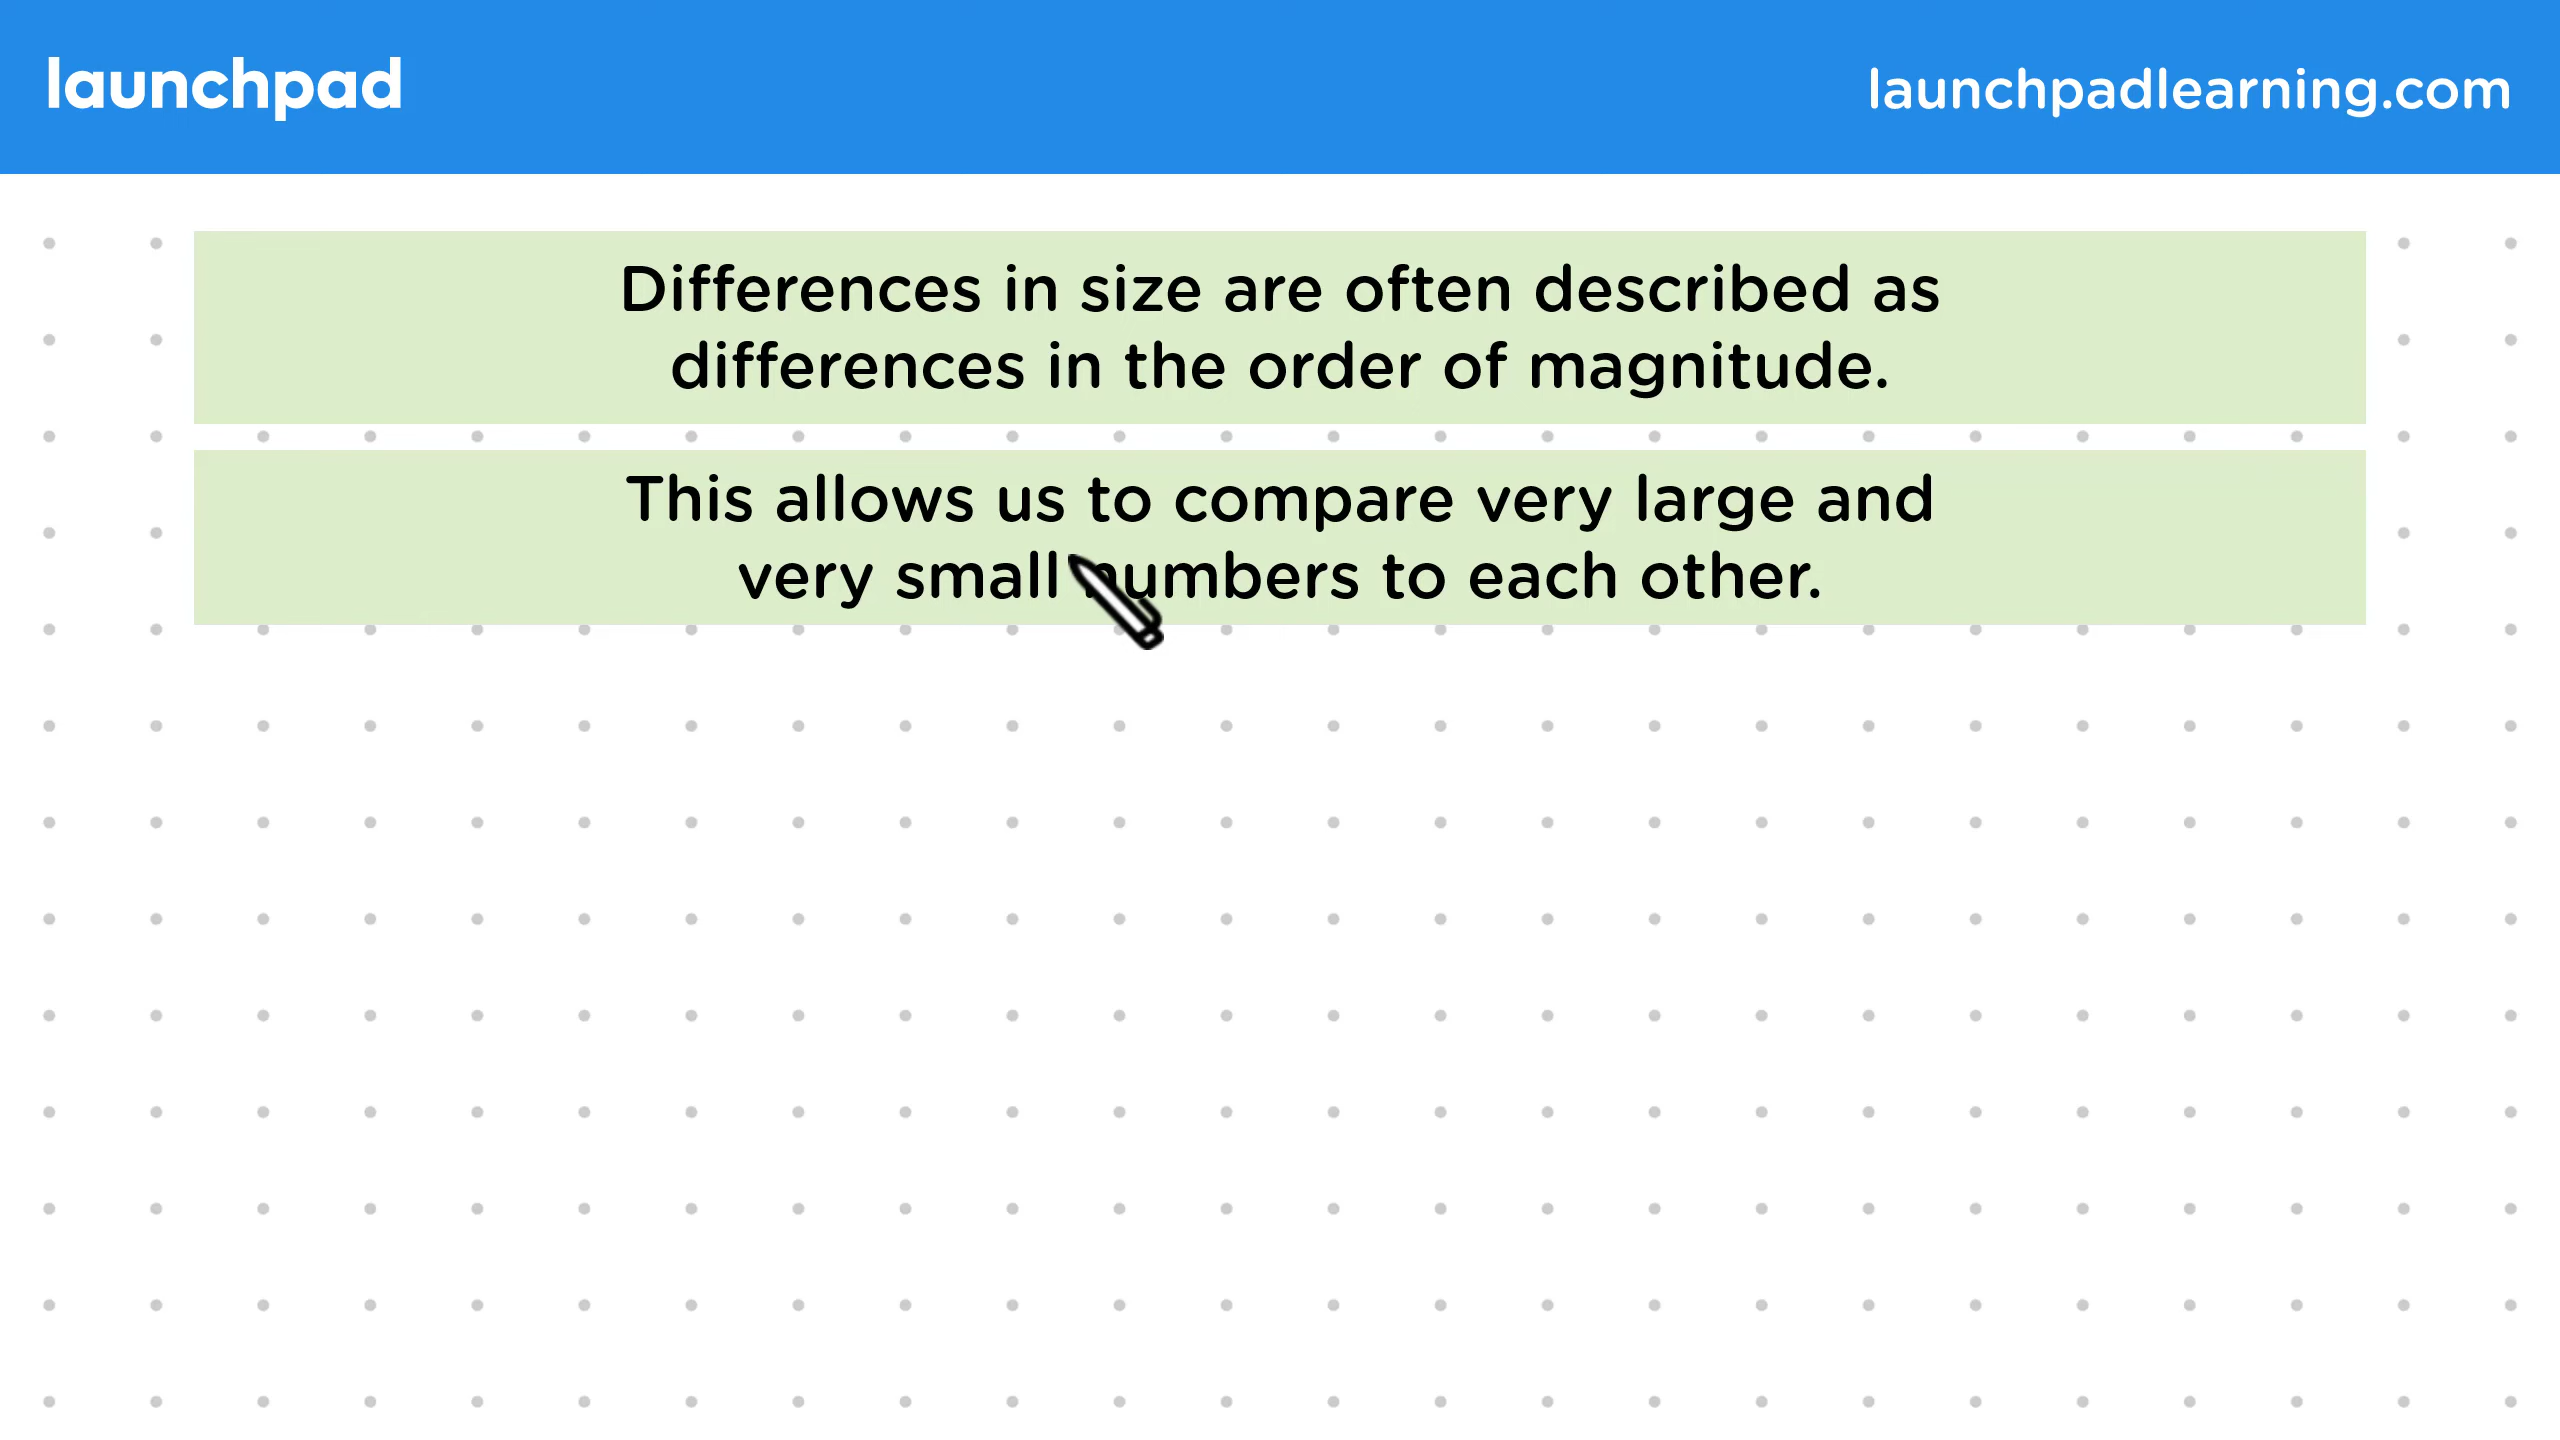 launchpad
launchpadlearning.com
Differences in size are often described as
differences in the order of magnitude.
This allows us to compare very large and
very small numbers to each other.